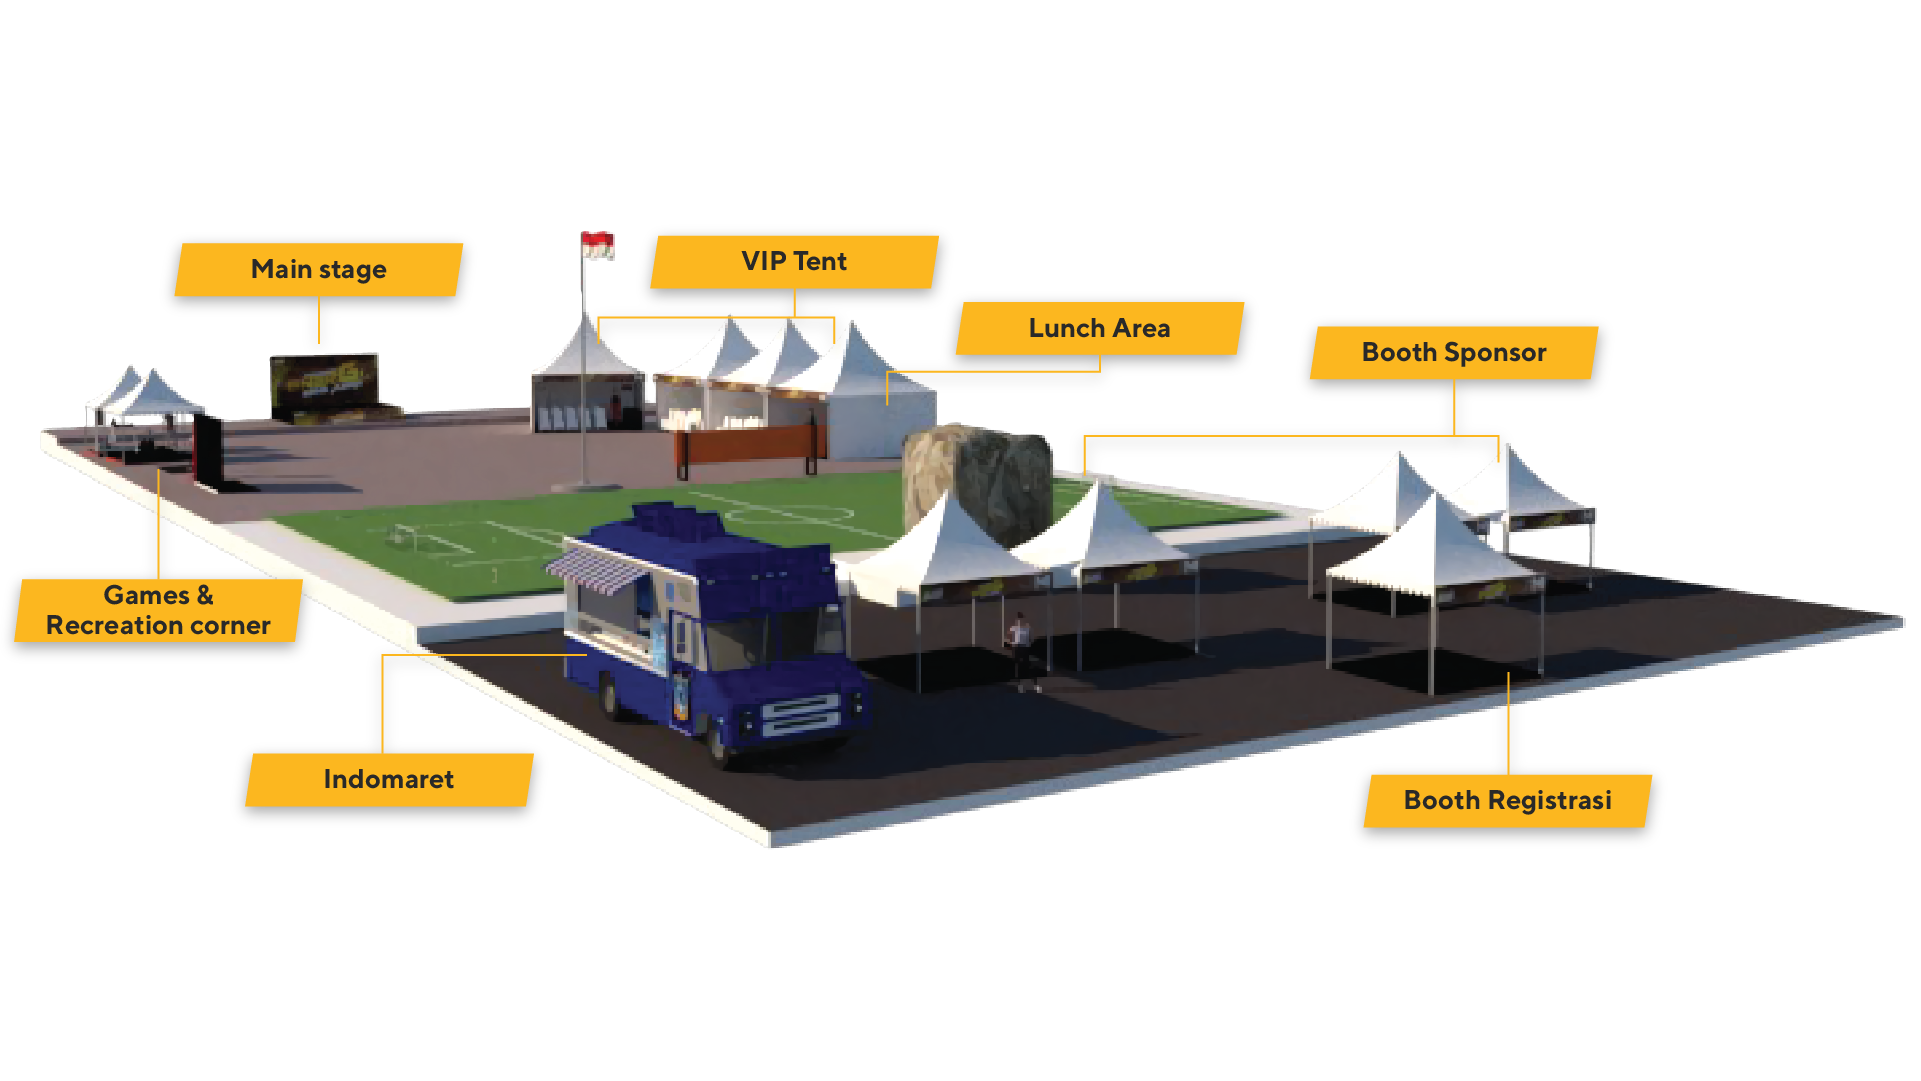 Main stage
VIP Tent
Lunch Area
Booth Sponsor
Games &
Recreation corner
Indomaret
Booth Registrasi